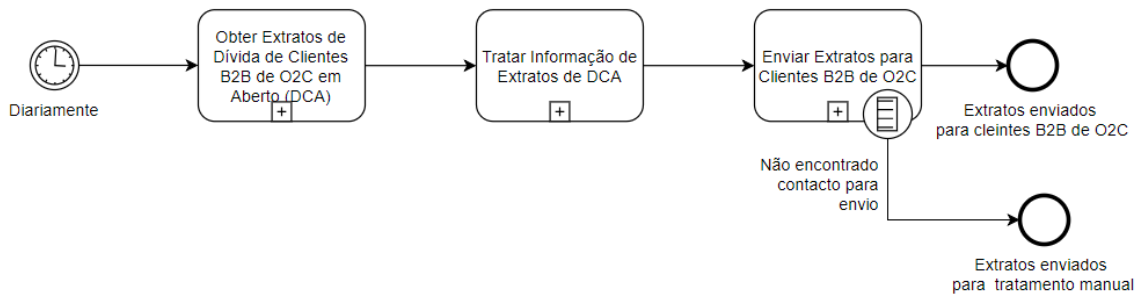 Diariamente
Obter Extratos de
Dívida de Clientes
B2B de O2C em
Aberto (DCA)
Tratar Informação de
Extratos de DCA
Enviar Extratos para
Clientes B2B de O2C
Extratos enviados
para cleintes B2B de O2C
Não encontrado
contacto para
envio
Extratos enviados
para tratamento manual